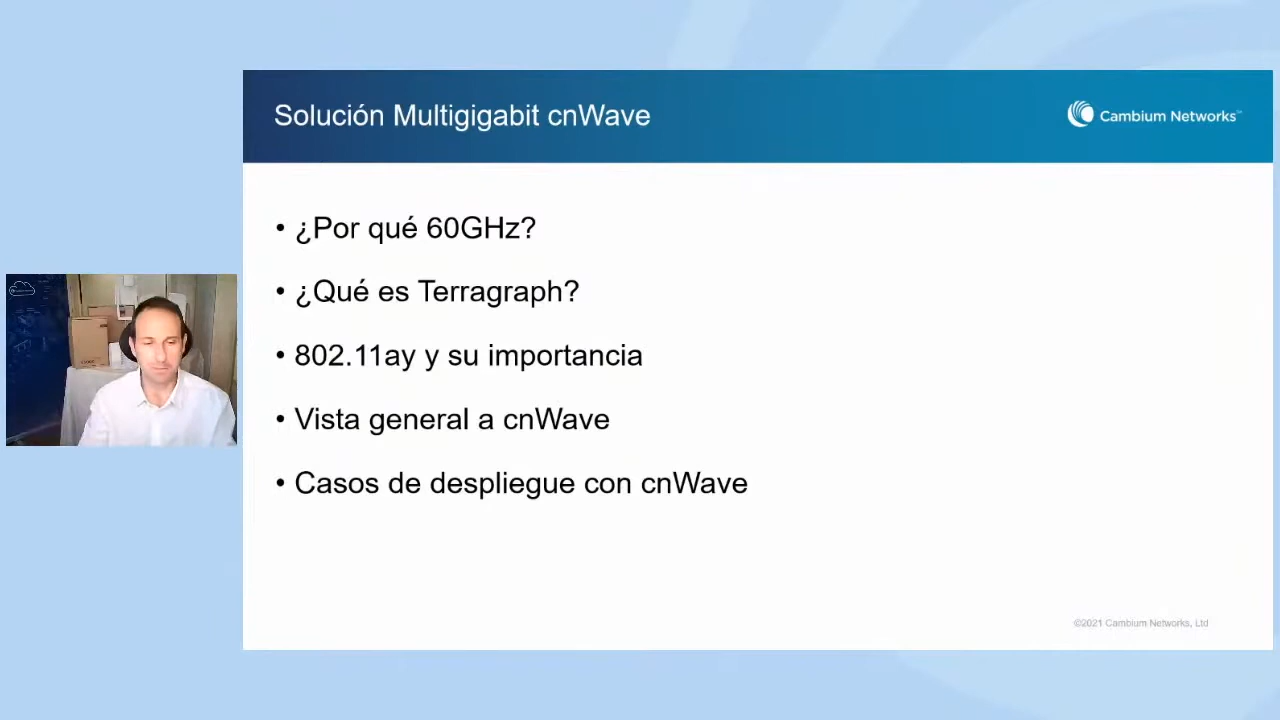 Solución Multigigabit cnWave
Cambium Networks
• ¿Por qué 60GHz?
• ¿Qué es Terragraph?
• 802.11ay y su importancia
• Vista general a cnWave
• Casos de despliegue con cnWave
©2021 Cambium Networks, Ltd